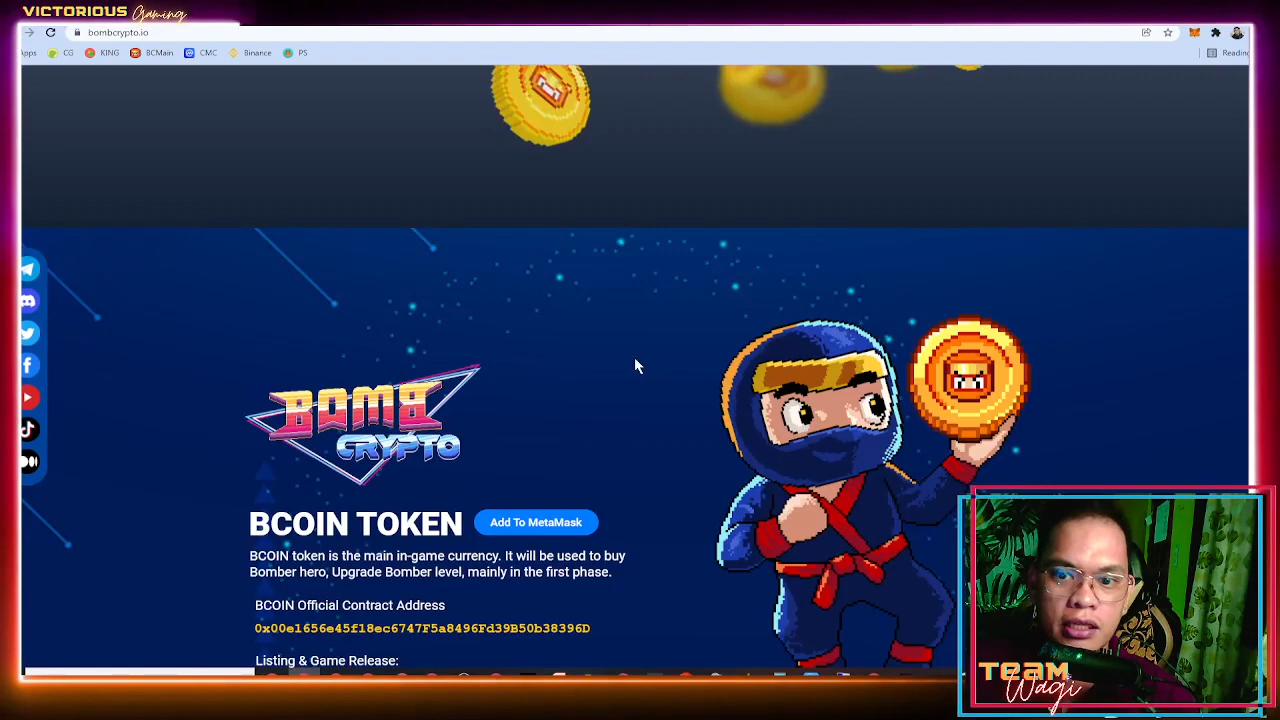 VICTORIOUS Gaming
bombcrypto.io
Apps CG KING BCMain CMC Binance PS Reading
BOMB
CRYPTO
BCOIN TOKEN Add To MetaMask
BCOIN token is the main in-game currency. It will be used to buy
Bomber hero, Upgrade Bomber level, mainly in the first phase.
BCOIN Official Contract Address
0x00e1656e45f18ec6747F5a8496Fd39B50b38396D
Listing & Game Release:
TEAM
Wagi